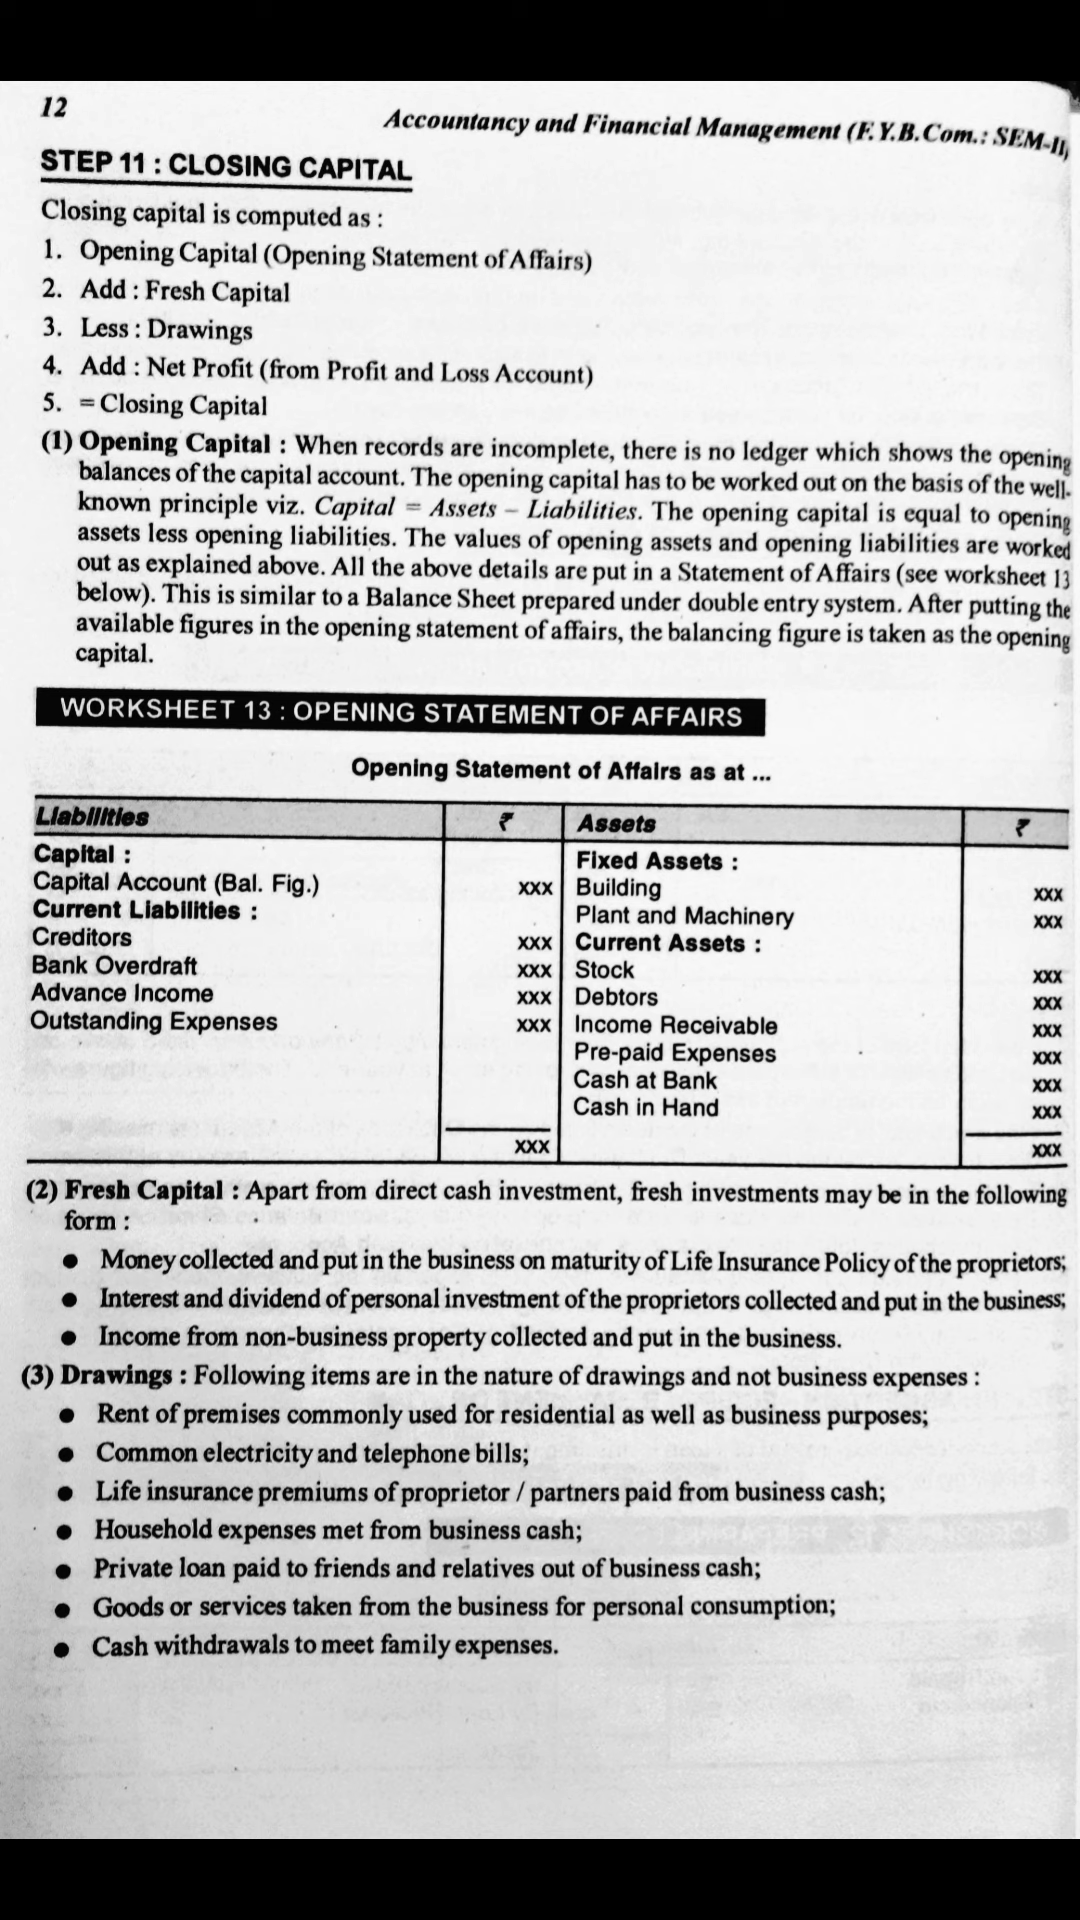 12
Accountancy and Financial Management (F.Y.B.Com.: SEM-II)
STEP 11 : CLOSING CAPITAL
Closing capital is computed as :
1. Opening Capital (Opening Statement of Affairs)
2. Add : Fresh Capital
3. Less : Drawings
4. Add : Net Profit (from Profit and Loss Account)
5. = Closing Capital
(1) Opening Capital : When records are incomplete, there is no ledger which shows the opening
balances of the capital account. The opening capital has to be worked out on the basis of the well-
known principle viz. Capital = Assets – Liabilities. The opening capital is equal to opening
assets less opening liabilities. The values of opening assets and opening liabilities are worked
out as explained above. All the above details are put in a Statement of Affairs (see worksheet 13
below). This is similar to a Balance Sheet prepared under double entry system. After putting the
available figures in the opening statement of affairs, the balancing figure is taken as the opening
capital.
WORKSHEET 13 : OPENING STATEMENT OF AFFAIRS
Opening Statement of Affairs as at ...
Liabilities ₹ Assets ₹
Capital : Fixed Assets :
Capital Account (Bal. Fig.) xxx Building xxx
Current Liabilities : Plant and Machinery xxx
Creditors xxx Current Assets :
Bank Overdraft xxx Stock xxx
Advance Income xxx Debtors xxx
Outstanding Expenses xxx Income Receivable xxx
Pre-paid Expenses xxx
Cash at Bank xxx
Cash in Hand xxx
xxx xxx
(2) Fresh Capital : Apart from direct cash investment, fresh investments may be in the following
form :
● Money collected and put in the business on maturity of Life Insurance Policy of the proprietors;
● Interest and dividend of personal investment of the proprietors collected and put in the business;
● Income from non-business property collected and put in the business.
(3) Drawings : Following items are in the nature of drawings and not business expenses :
● Rent of premises commonly used for residential as well as business purposes;
● Common electricity and telephone bills;
● Life insurance premiums of proprietor / partners paid from business cash;
● Household expenses met from business cash;
● Private loan paid to friends and relatives out of business cash;
● Goods or services taken from the business for personal consumption;
● Cash withdrawals to meet family expenses.